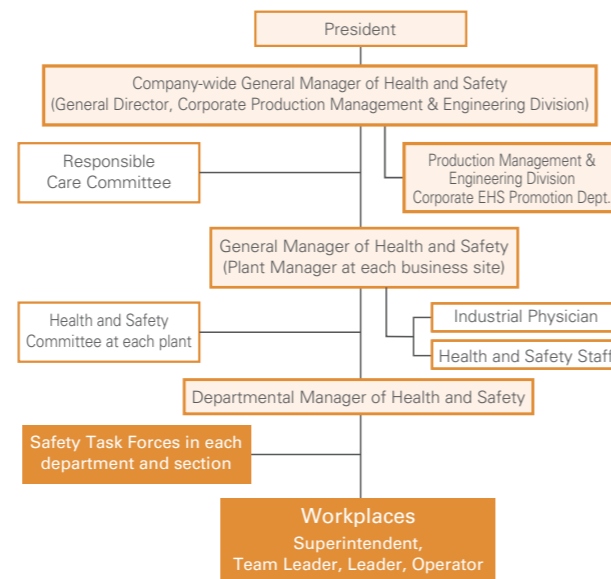 President
Company-wide General Manager of Health and Safety
(General Director, Corporate Production Management & Engineering Division)
Responsible
Care Committee
Production Management &
Engineering Division
Corporate EHS Promotion Dept.
General Manager of Health and Safety
(Plant Manager at each business site)
Health and Safety
Committee at each plant
Industrial Physician
Health and Safety Staff
Departmental Manager of Health and Safety
Safety Task Forces in each
department and section
Workplaces
Superintendent,
Team Leader, Leader, Operator